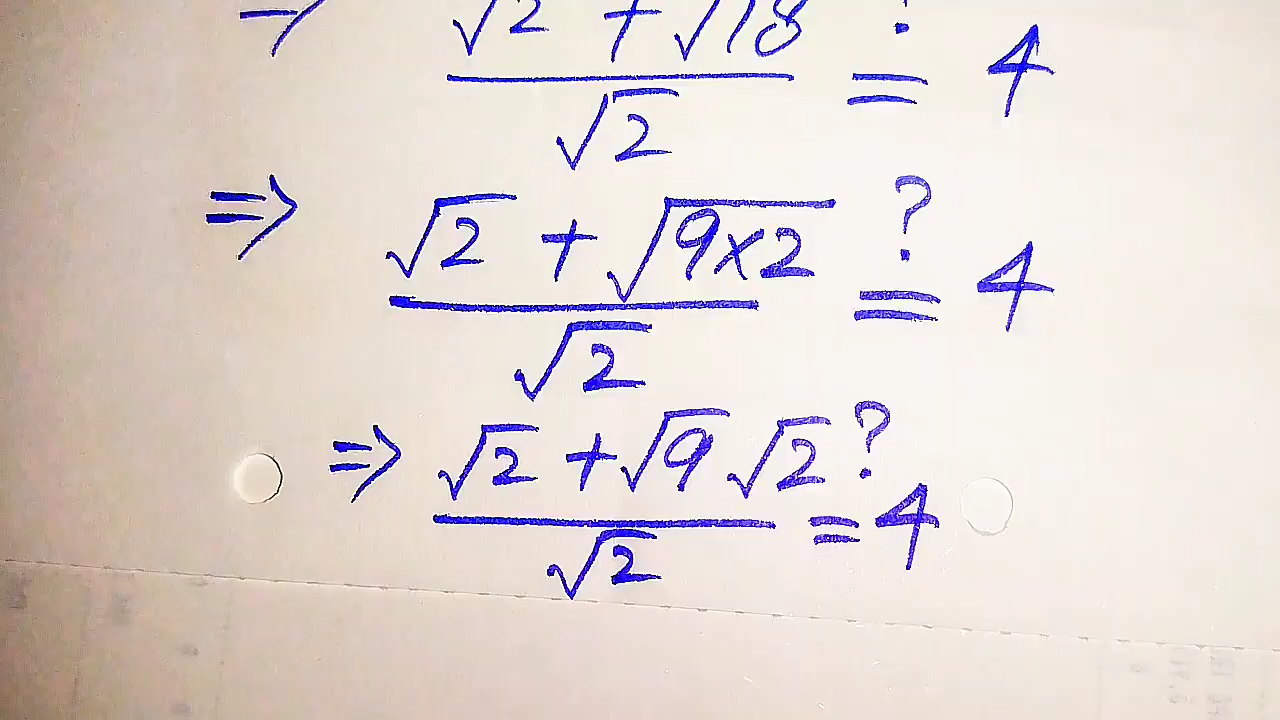 ⇒ (√2 + √18)/√2 ≟ 4
⇒ (√2 + √(9×2))/√2 ≟ 4
⇒ (√2 + √9 √2)/√2 ≟ 4